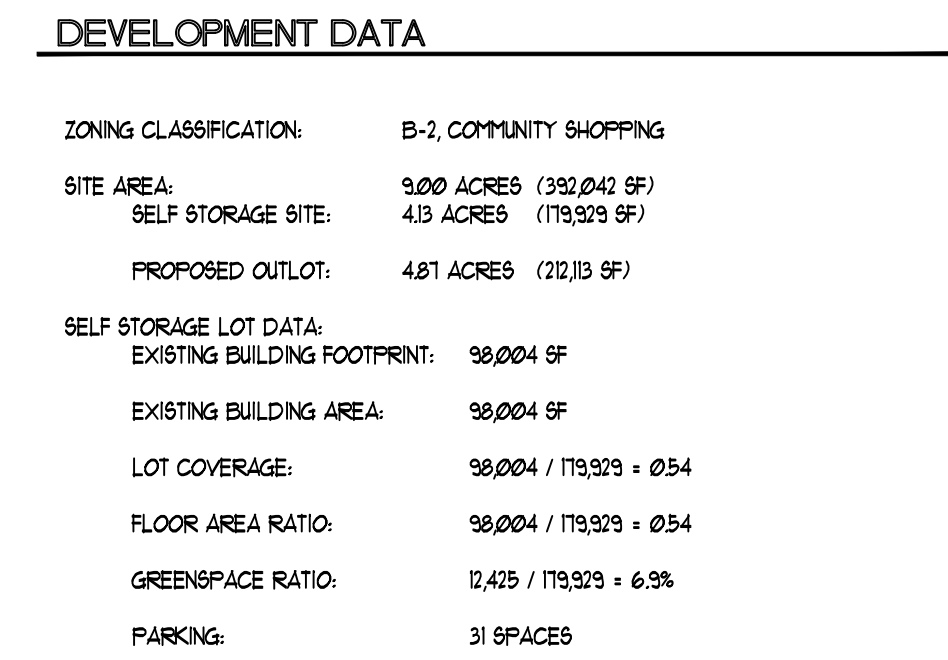 DEVELOPMENT DATA
ZONING CLASSIFICATION: B-2, COMMUNITY SHOPPING
SITE AREA: 9.00 ACRES (392,042 SF)
SELF STORAGE SITE: 4.13 ACRES (179,929 SF)
PROPOSED OUTLOT: 4.87 ACRES (212,113 SF)
SELF STORAGE LOT DATA:
EXISTING BUILDING FOOTPRINT: 98,004 SF
EXISTING BUILDING AREA: 98,004 SF
LOT COVERAGE: 98,004 / 179,929 = 0.54
FLOOR AREA RATIO: 98,004 / 179,929 = 0.54
GREENSPACE RATIO: 12,425 / 179,929 = 6.9%
PARKING: 31 SPACES